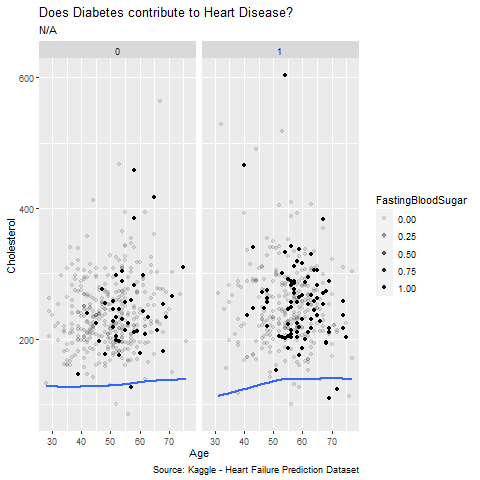 Does Diabetes contribute to Heart Disease?
N/A
0 1
600
400
200
Cholesterol
30 40 50 60 70 30 40 50 60 70
Age
FastingBloodSugar
0.00
0.25
0.50
0.75
1.00
Source: Kaggle - Heart Failure Prediction Dataset